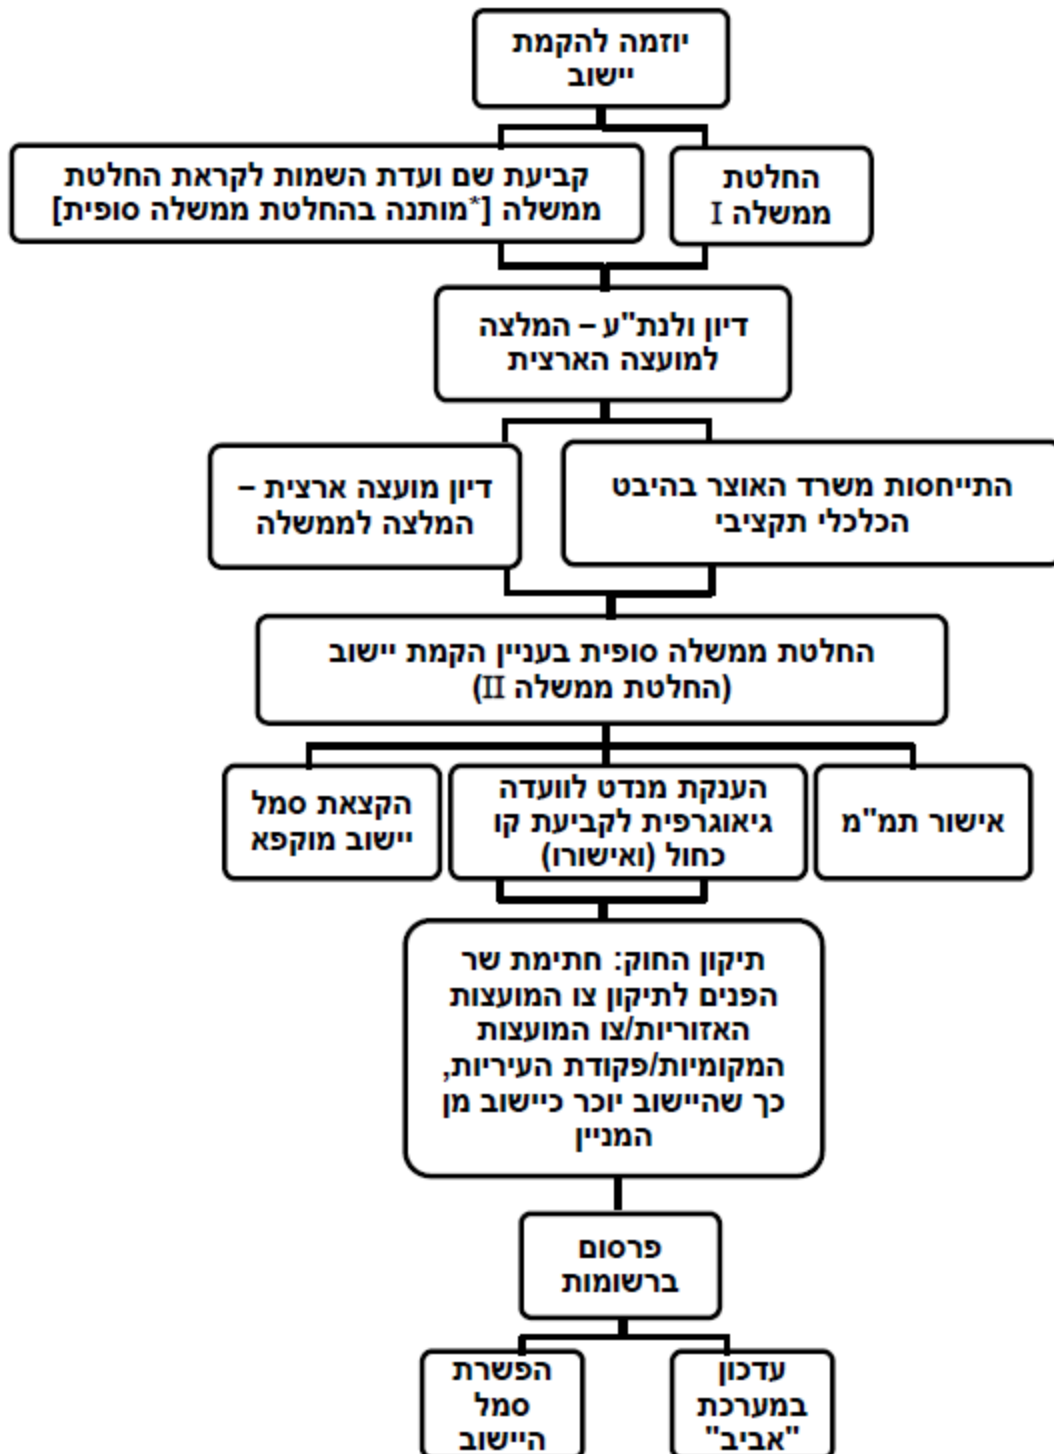 יוזמה להקמת
יישוב
החלטת
ממשלה I
קביעת שם ועדת השמות לקראת החלטת
ממשלה [*מותנה בהחלטת ממשלה סופית]
דיון ולנת"ע – המלצה
למועצה הארצית
התייחסות משרד האוצר בהיבט
הכלכלי תקציבי
דיון מועצה ארצית –
המלצה לממשלה
החלטת ממשלה סופית בעניין הקמת יישוב
(החלטת ממשלה II)
אישור תמ"מ
הענקת מנדט לוועדה
גיאוגרפית לקביעת קו
כחול (ואישורו)
הקצאת סמל
יישוב מוקפא
תיקון החוק: חתימת שר
הפנים לתיקון צו המועצות
האזוריות/צו המועצות
המקומיות/פקודת העיריות,
כך שהיישוב יוכר כיישוב מן
המניין
פרסום
ברשומות
עדכון
במערכת
"אביב"
הפשרת
סמל
היישוב